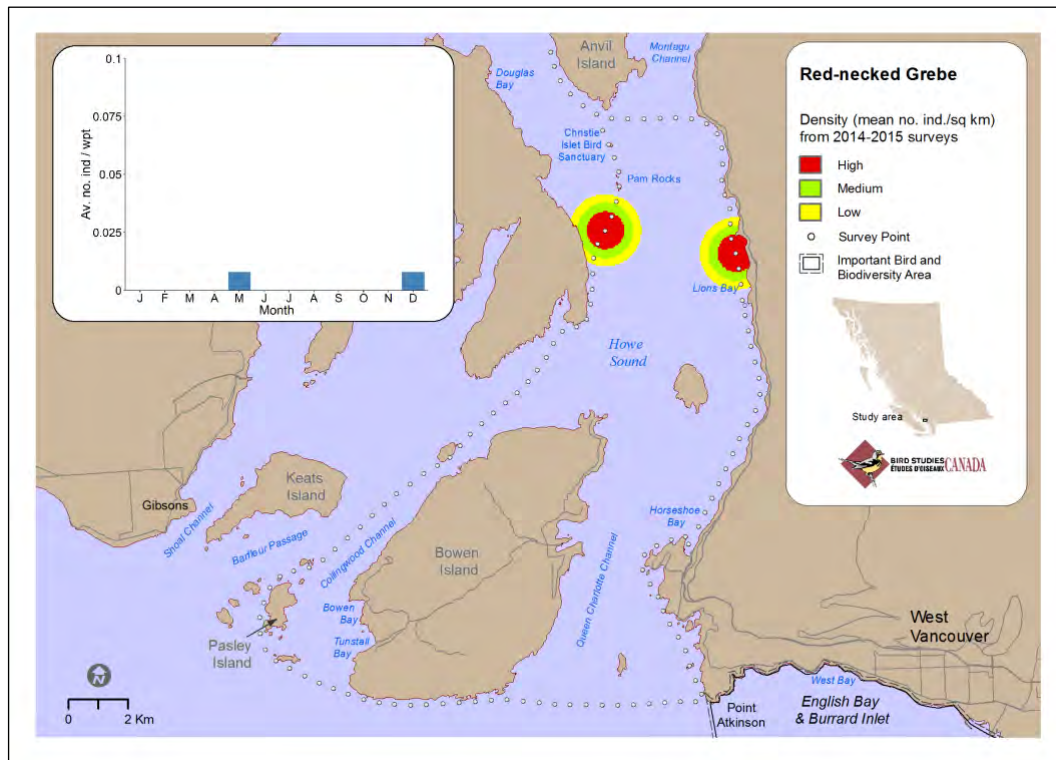 0.1
0.075
0.05
0.025
0
Av. no. ind / wpt
J F M A M J J A S O N D
Month
Anvil
Island
Montagu
Channel
Douglas
Bay
Christie
Islet Bird
Sanctuary
Pam Rocks
Lions Bay
Howe
Sound
Keats
Island
Gibsons
Shoal Channel
Barfleur Passage
Collingwood Channel
Bowen
Island
Bowen
Bay
Tunstall
Bay
Pasley
Island
Queen Charlotte Channel
Horseshoe
Bay
West
Vancouver
West Bay
Point
Atkinson
English Bay
& Burrard Inlet
N
0 2 Km
Red-necked Grebe
Density (mean no. ind./sq km)
from 2014-2015 surveys
High
Medium
Low
Survey Point
Important Bird and
Biodiversity Area
Study area
BIRD STUDIES
ÉTUDES D'OISEAUX
CANADA